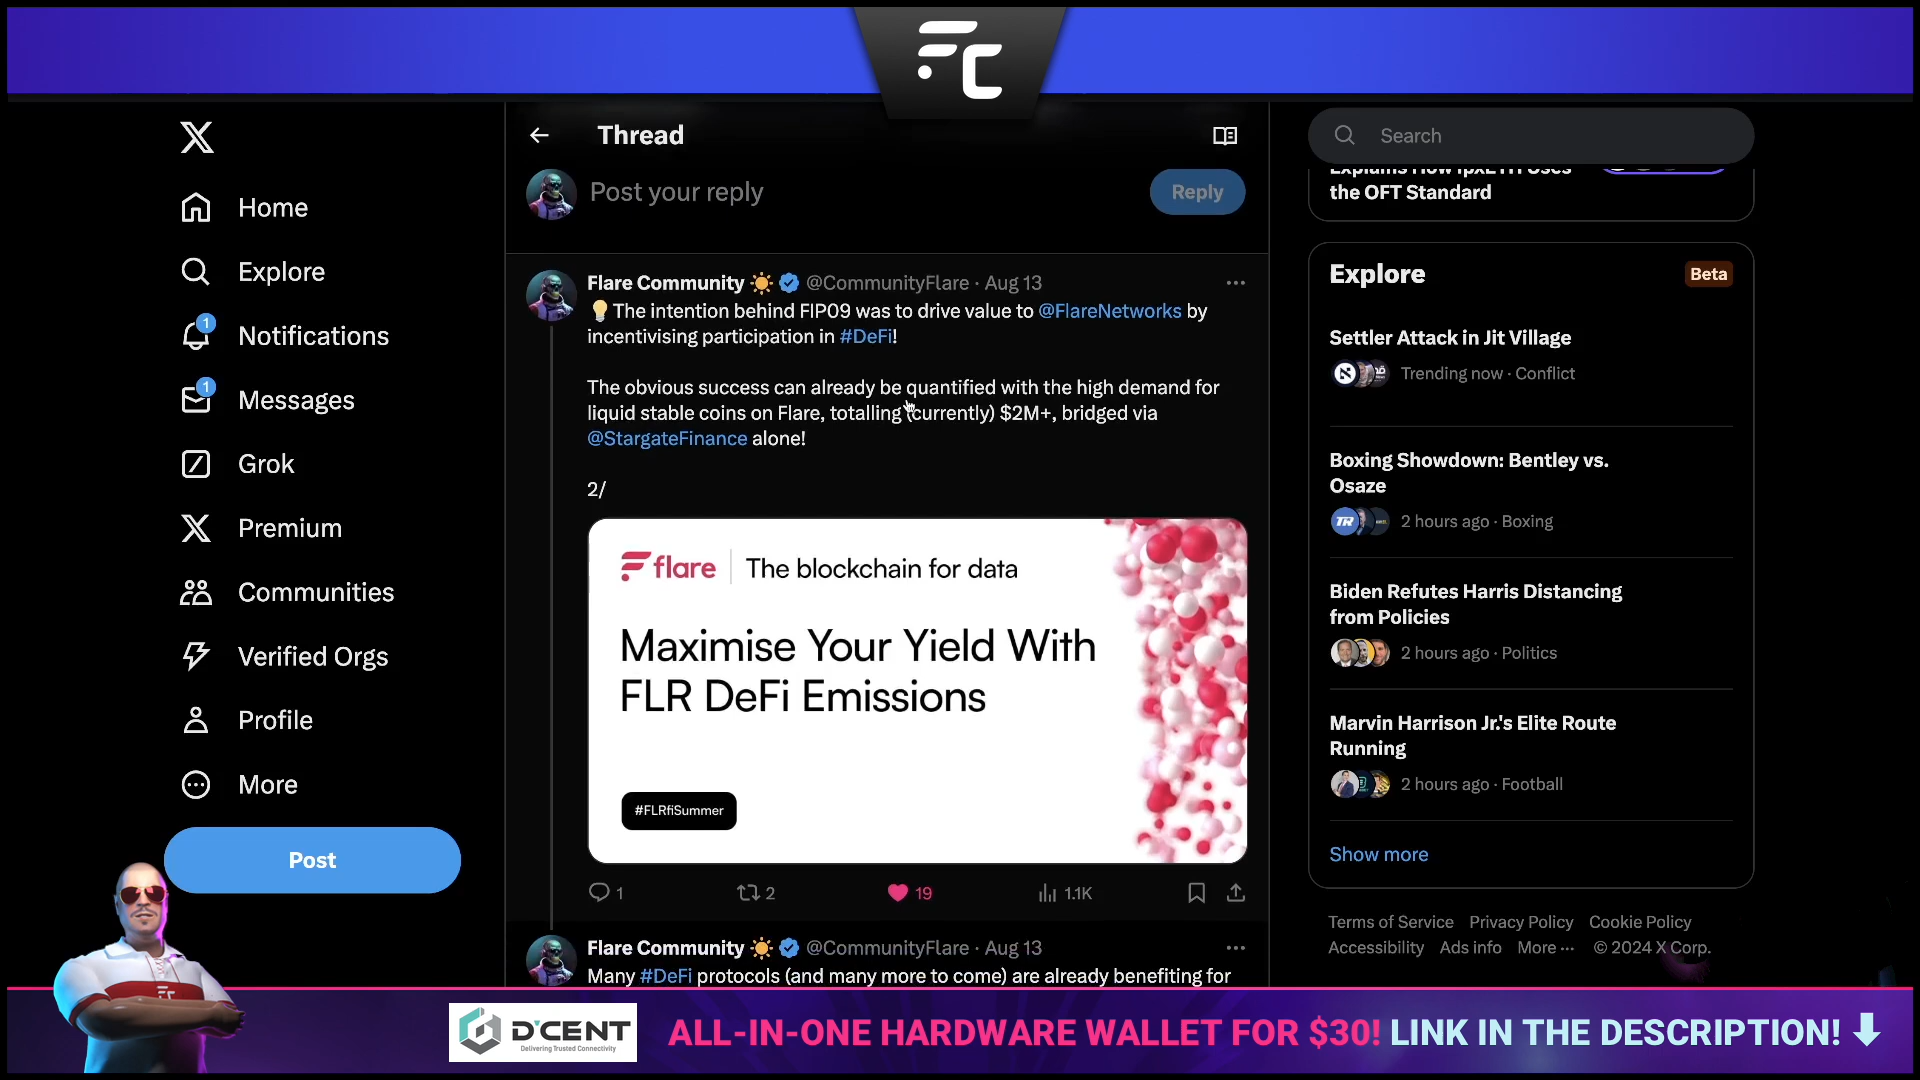 FC
Thread
Search
Post your reply
Reply
the OFT Standard
Home
Explore
1
Notifications
1
Messages
Grok
Premium
Communities
Verified Orgs
Profile
More
Post
Flare Community @CommunityFlare · Aug 13
The intention behind FIP09 was to drive value to @FlareNetworks by
incentivising participation in #DeFi!
The obvious success can already be quantified with the high demand for
liquid stable coins on Flare, totalling (currently) $2M+, bridged via
@StargateFinance alone!
2/
flare | The blockchain for data
Maximise Your Yield With
FLR DeFi Emissions
#FLRfiSummer
1 2 19 1.1K
Flare Community @CommunityFlare · Aug 13
Many #DeFi protocols (and many more to come) are already benefiting for
Explore Beta
Settler Attack in Jit Village
Trending now · Conflict
Boxing Showdown: Bentley vs.
Osaze
TR 2 hours ago · Boxing
Biden Refutes Harris Distancing
from Policies
2 hours ago · Politics
Marvin Harrison Jr.'s Elite Route
Running
2 hours ago · Football
Show more
Terms of Service Privacy Policy Cookie Policy
Accessibility Ads info More ··· © 2024 X Corp.
D'CENT
Delivering Trusted Connectivity
ALL-IN-ONE HARDWARE WALLET FOR $30! LINK IN THE DESCRIPTION!